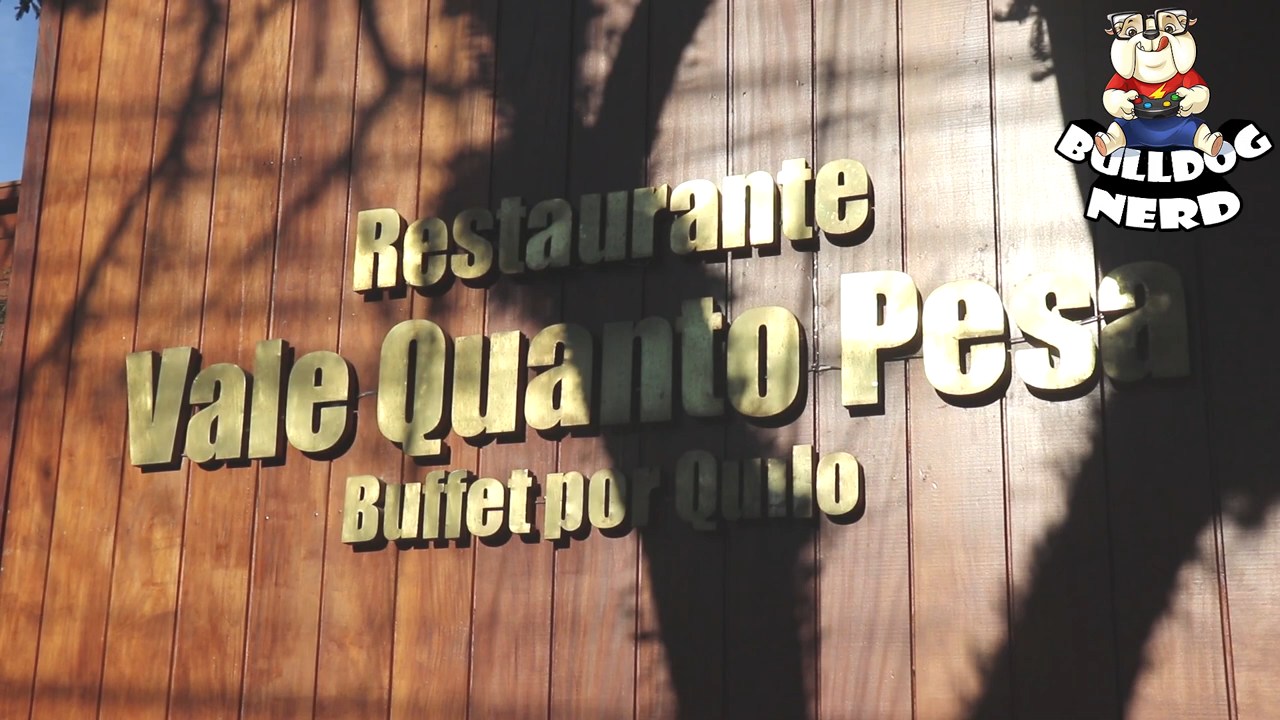 Restaurante
Vale Quanto Pesa
Buffet por Quilo
BULLDOG
NERD